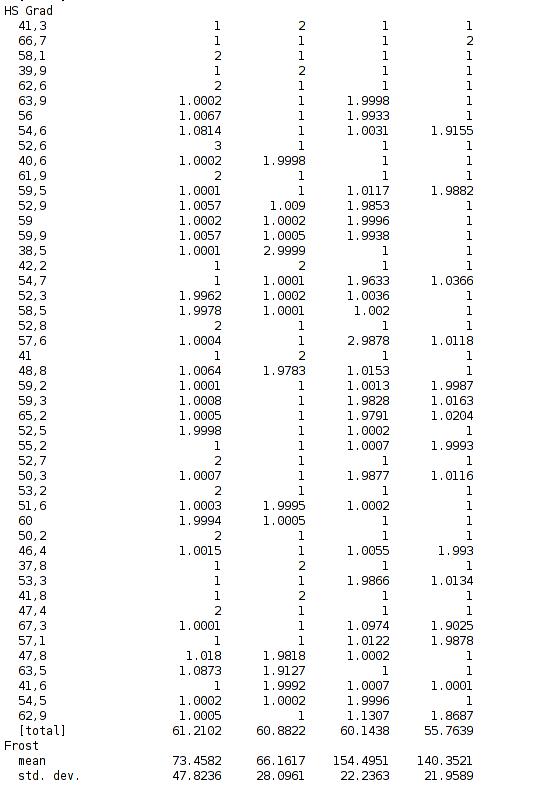 HS Grad
41,3 1 2 1 1
66,7 1 1 1 2
58,1 2 1 1 1
39,9 1 2 1 1
62,6 2 1 1 1
63,9 1.0002 1 1.9998 1
56 1.0067 1 1.9933 1
54,6 1.0814 1 1.0031 1.9155
52,6 3 1 1 1
40,6 1.0002 1.9998 1 1
61,9 2 1 1 1
59,5 1.0001 1 1.0117 1.9882
52,9 1.0057 1.009 1.9853 1
59 1.0002 1.0002 1.9996 1
59,9 1.0057 1.0005 1.9938 1
38,5 1.0001 2.9999 1 1
42,2 1 2 1 1
54,7 1 1.0001 1.9633 1.0366
52,3 1.9962 1.0002 1.0036 1
58,5 1.9978 1.0001 1.002 1
52,8 2 1 1 1
57,6 1.0004 1 2.9878 1.0118
41 1 2 1 1
48,8 1.0064 1.9783 1.0153 1
59,2 1.0001 1 1.0013 1.9987
59,3 1.0008 1 1.9828 1.0163
65,2 1.0005 1 1.9791 1.0204
52,5 1.9998 1 1.0002 1
55,2 1 1 1.0007 1.9993
52,7 2 1 1 1
50,3 1.0007 1 1.9877 1.0116
53,2 2 1 1 1
51,6 1.0003 1.9995 1.0002 1
60 1.9994 1.0005 1 1
50,2 2 1 1 1
46,4 1.0015 1 1.0055 1.993
37,8 1 2 1 1
53,3 1 1 1.9866 1.0134
41,8 1 2 1 1
47,4 2 1 1 1
67,3 1.0001 1 1.0974 1.9025
57,1 1 1 1.0122 1.9878
47,8 1.018 1.9818 1.0002 1
63,5 1.0873 1.9127 1 1
41,6 1 1.9992 1.0007 1.0001
54,5 1.0002 1.0002 1.9996 1
62,9 1.0005 1 1.1307 1.8687
[total] 61.2102 60.8822 60.1438 55.7639
Frost
mean 73.4582 66.1617 154.4951 140.3521
std. dev. 47.8236 28.0961 22.2363 21.9589